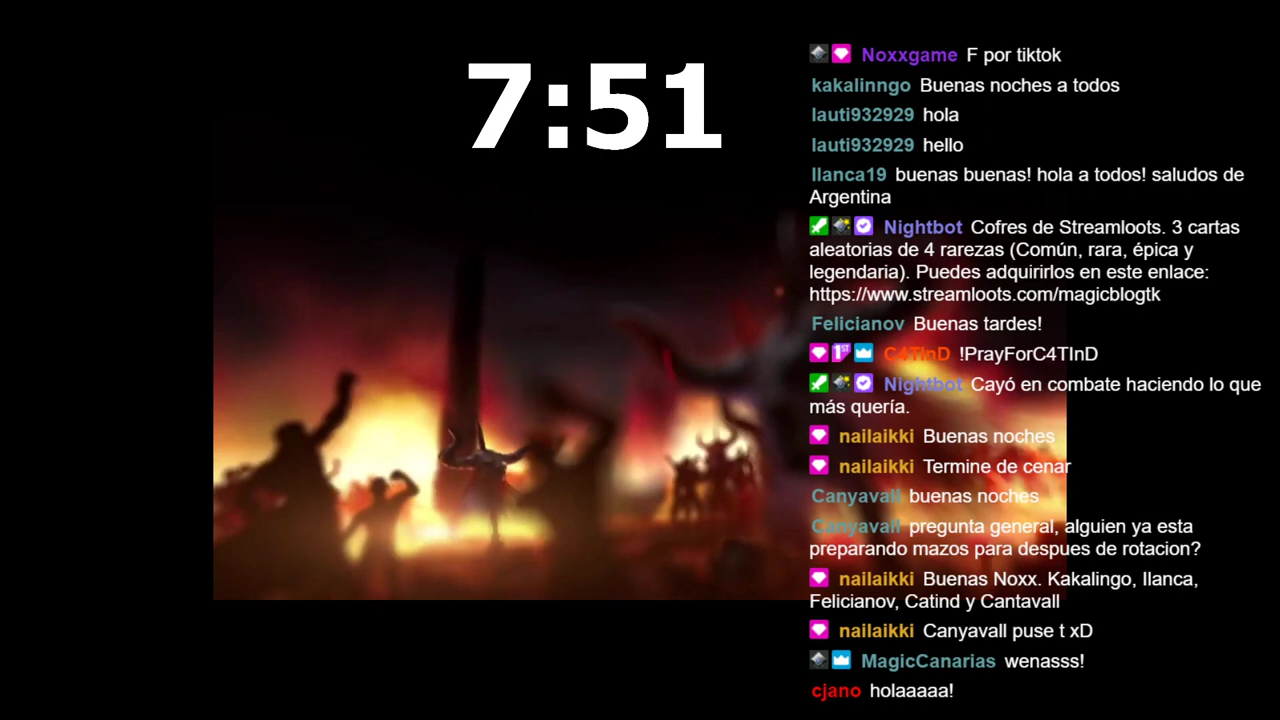 7:51
Noxxgame F por tiktok
kakalinngo Buenas noches a todos
lauti932929 hola
lauti932929 hello
llanca19 buenas buenas! hola a todos! saludos de
Argentina
Nightbot Cofres de Streamloots. 3 cartas
aleatorias de 4 rarezas (Común, rara, épica y
legendaria). Puedes adquirirlos en este enlace:
https://www.streamloots.com/magicblogtk
Felicianov Buenas tardes!
1ST C4TInD !PrayForC4TInD
Nightbot Cayó en combate haciendo lo que
más quería.
nailaikki Buenas noches
nailaikki Termine de cenar
Canyavall buenas noches
Canyavall pregunta general, alguien ya esta
preparando mazos para despues de rotacion?
nailaikki Buenas Noxx. Kakalingo, llanca,
Felicianov, Catind y Cantavall
nailaikki Canyavall puse t xD
MagicCanarias wenasss!
cjano holaaaaa!